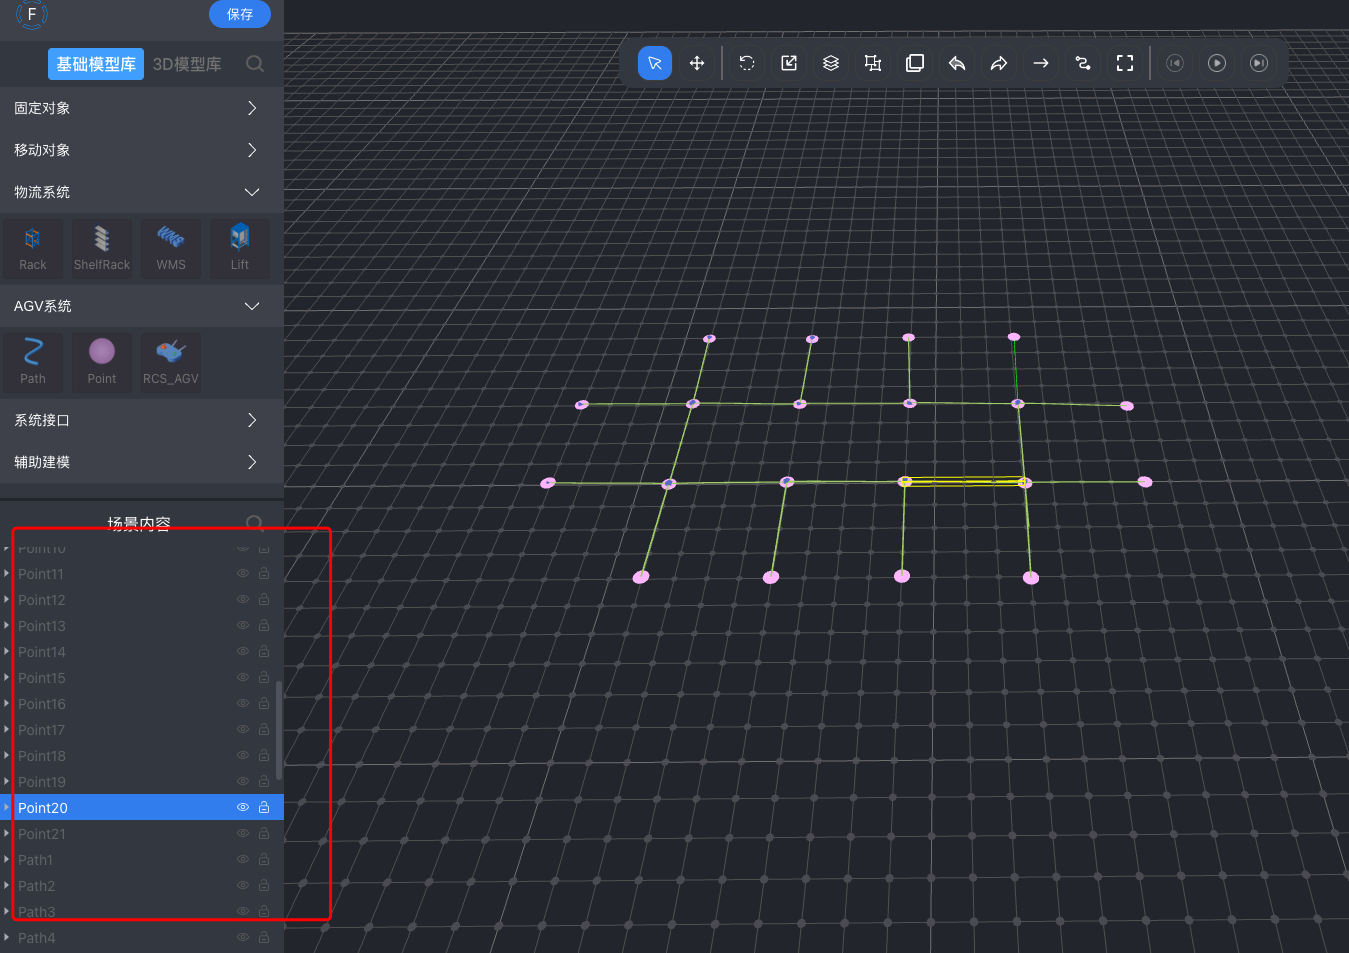 F
保存
基础模型库 3D模型库
固定对象
移动对象
物流系统
Rack ShelfRack WMS Lift
AGV系统
Path Point RCS_AGV
系统接口
辅助建模
场景内容
Point10
Point11
Point12
Point13
Point14
Point15
Point16
Point17
Point18
Point19
Point20
Point21
Path1
Path2
Path3
Path4